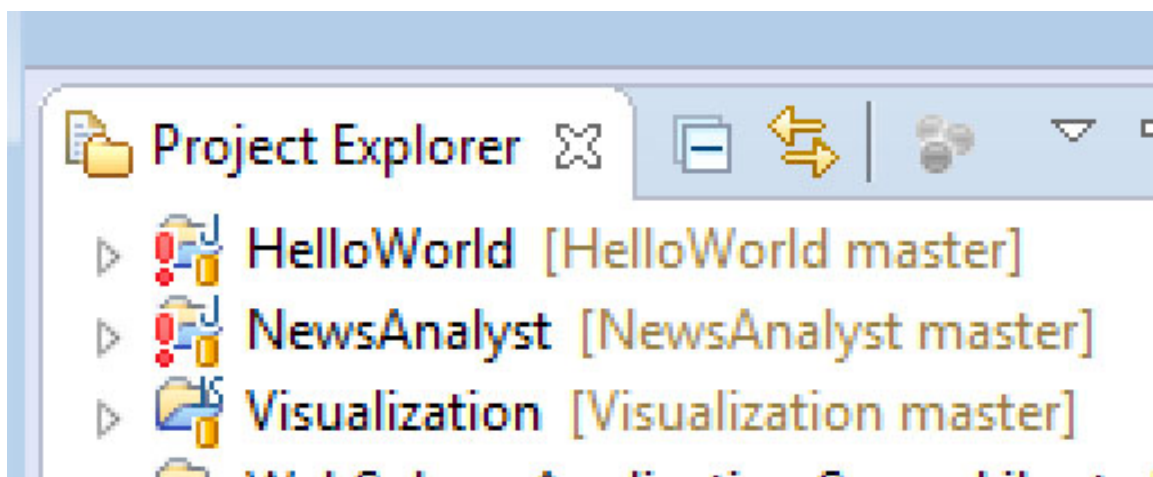 Project Explorer
HelloWorld [HelloWorld master]
NewsAnalyst [NewsAnalyst master]
Visualization [Visualization master]